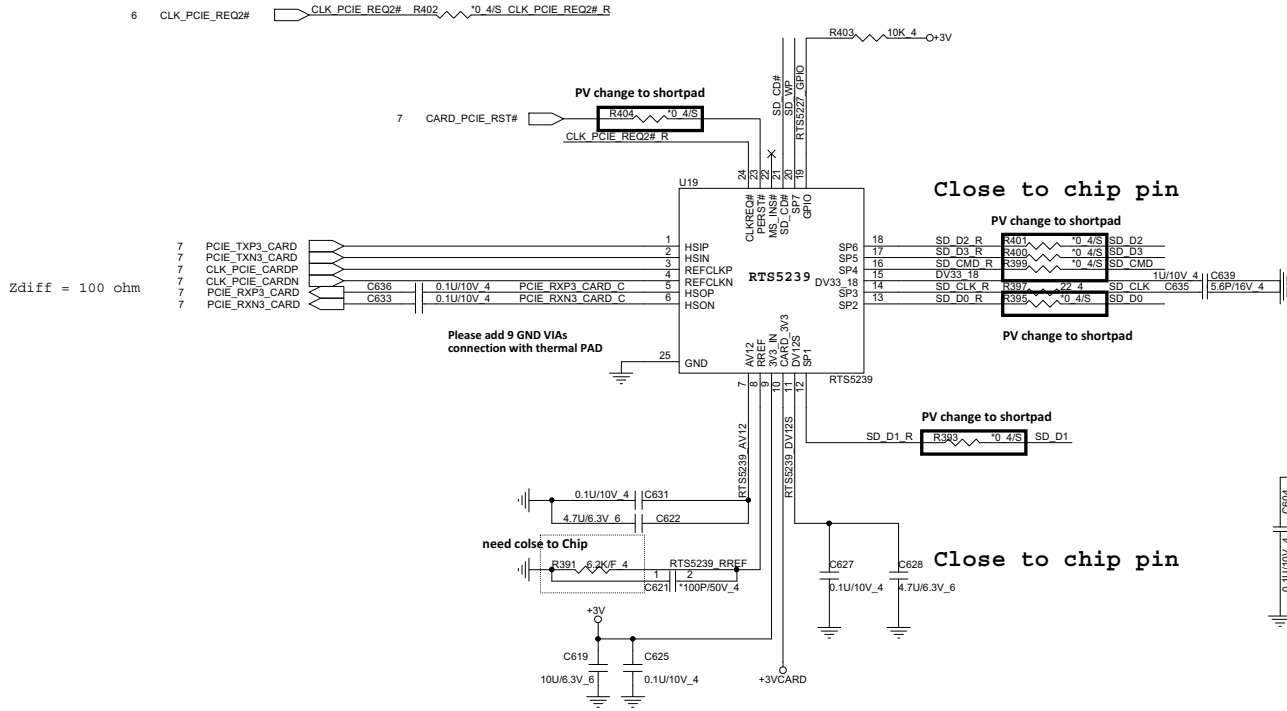 6 CLK_PCIE_REQ2# CLK_PCIE_REQ2# R402 *0_4/S CLK_PCIE_REQ2#_R
R403 10K_4 +3V
SD_CD#
SD_WP
RTS5227_GPIO
PV change to shortpad
R404 *0_4/S
7 CARD_PCIE_RST#
CLK_PCIE_REQ2#_R
24 23 22 21 20 19
U19
CLKREQ#
PERST#
MS_INS#
SD_CD#
SP7
GPIO
Close to chip pin
PV change to shortpad
7 PCIE_TXP3_CARD 1 HSIP
7 PCIE_TXN3_CARD 2 HSIN
7 CLK_PCIE_CARDP 3 REFCLKP
7 CLK_PCIE_CARDN 4 REFCLKN
7 PCIE_RXP3_CARD C636 0.1U/10V_4 PCIE_RXP3_CARD_C 5 HSOP
7 PCIE_RXN3_CARD C633 0.1U/10V_4 PCIE_RXN3_CARD_C 6 HSON
Zdiff = 100 ohm
RTS5239
SP6 18 SD_D2_R R401 *0_4/S SD_D2
SP5 17 SD_D3_R R400 *0_4/S SD_D3
SP4 16 SD_CMD_R R399 *0_4/S SD_CMD
DV33_18 15 DV33_18 1U/10V_4 C639
SP3 14 SD_CLK_R R397 22_4 SD_CLK C635 5.6P/16V_4
SP2 13 SD_D0_R R395 *0_4/S SD_D0
PV change to shortpad
Please add 9 GND VIAs
connection with thermal PAD
25 GND
AV12
RREF
3V3_IN
CARD_3V3
DV12S
SP1
RTS5239
7 8 9 10 11 12
PV change to shortpad
SD_D1_R R393 *0_4/S SD_D1
RTS5239_AV12
RTS5239_DV12S
0.1U/10V_4 C631
4.7U/6.3V_6 C622
need colse to Chip
R391 6.2K/F_4 RTS5239_RREF
1 2
C621 *100P/50V_4
C627
0.1U/10V_4
C628
4.7U/6.3V_6
Close to chip pin
C604
0.1U/10V_4
+3V
C619
10U/6.3V_6
C625
0.1U/10V_4
+3VCARD